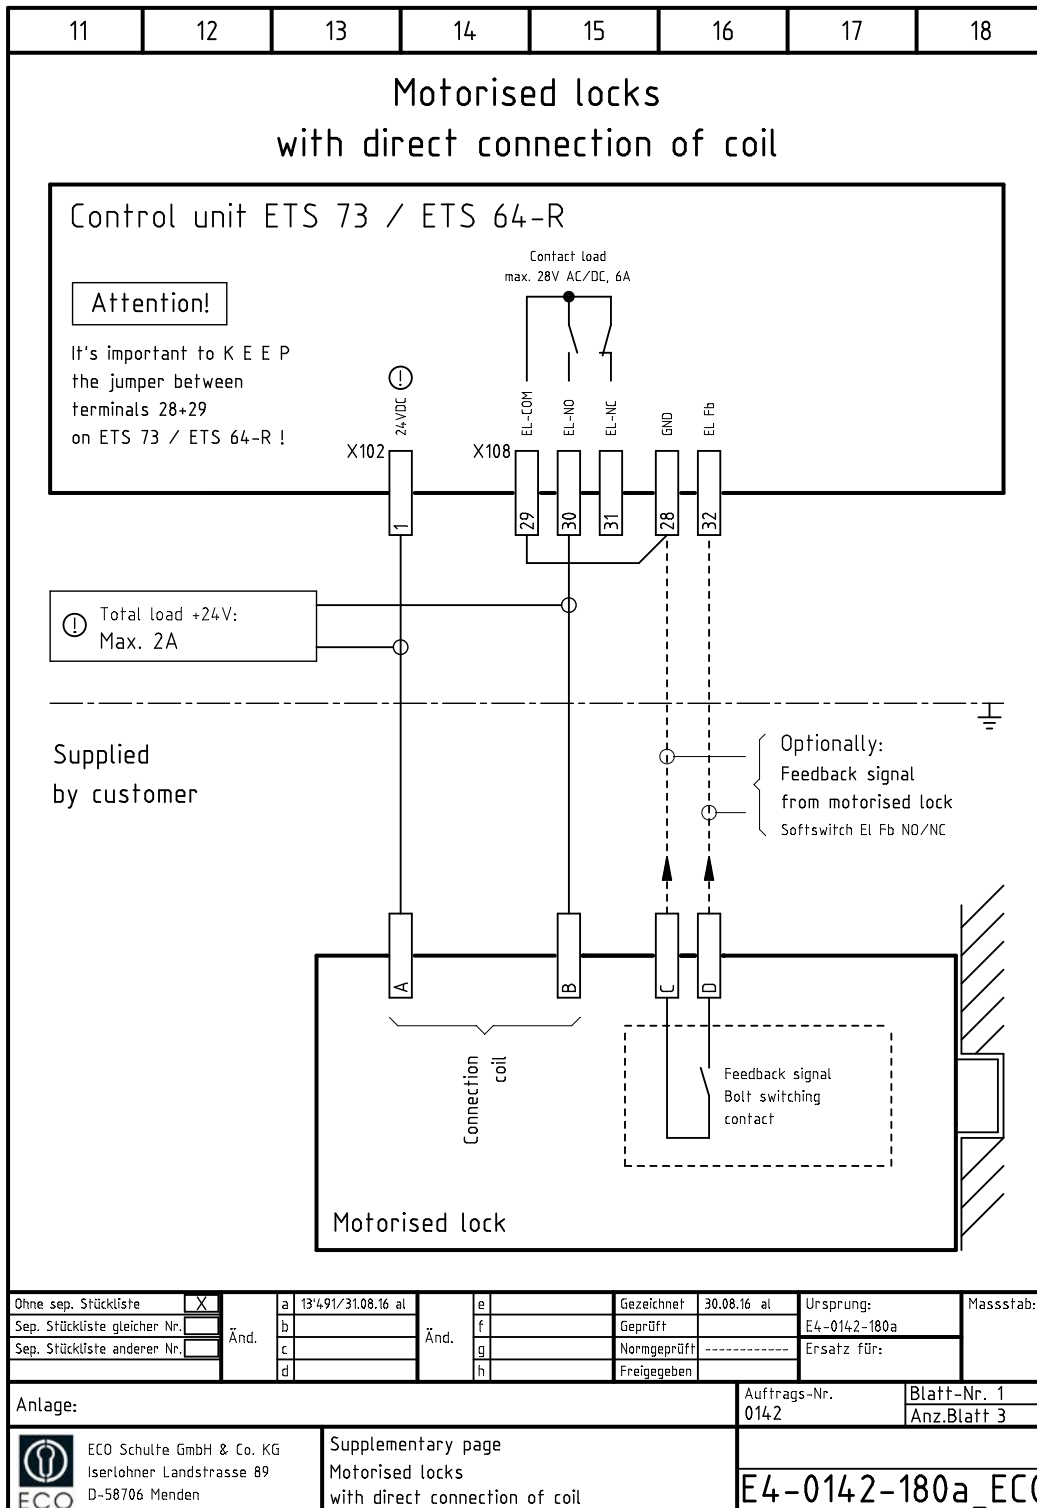 11 12 13 14 15 16 17 18
Motorised locks
with direct connection of coil
Control unit ETS 73 / ETS 64-R
Contact load
max. 28V AC/DC, 6A
Attention!
It's important to K E E P
the jumper between
terminals 28+29
on ETS 73 / ETS 64-R !
!
24VDC
EL-COM
EL-NO
EL-NC
GND
EL Fb
X102
X108
1 29 30 31 28 32
! Total load +24V:
Max. 2A
Supplied
by customer
Optionally:
Feedback signal
from motorised lock
Softswitch El Fb NO/NC
A B C D
Connection
coil
Feedback signal
Bolt switching
contact
Motorised lock
Ohne sep. Stückliste X
Sep. Stückliste gleicher Nr.
Sep. Stückliste anderer Nr.
Änd.
a 13'491/31.08.16 al
b
c
d
Änd.
e
f
g
h
Gezeichnet 30.08.16 al
Geprüft
Normgeprüft ------------
Freigegeben
Ursprung:
E4-0142-180a
Ersatz für:
Massstab:
Anlage:
Auftrags-Nr.
0142
Blatt-Nr. 1
Anz.Blatt 3
ECO
ECO Schulte GmbH & Co. KG
Iserlohner Landstrasse 89
D-58706 Menden
Supplementary page
Motorised locks
with direct connection of coil
E4-0142-180a_ECO